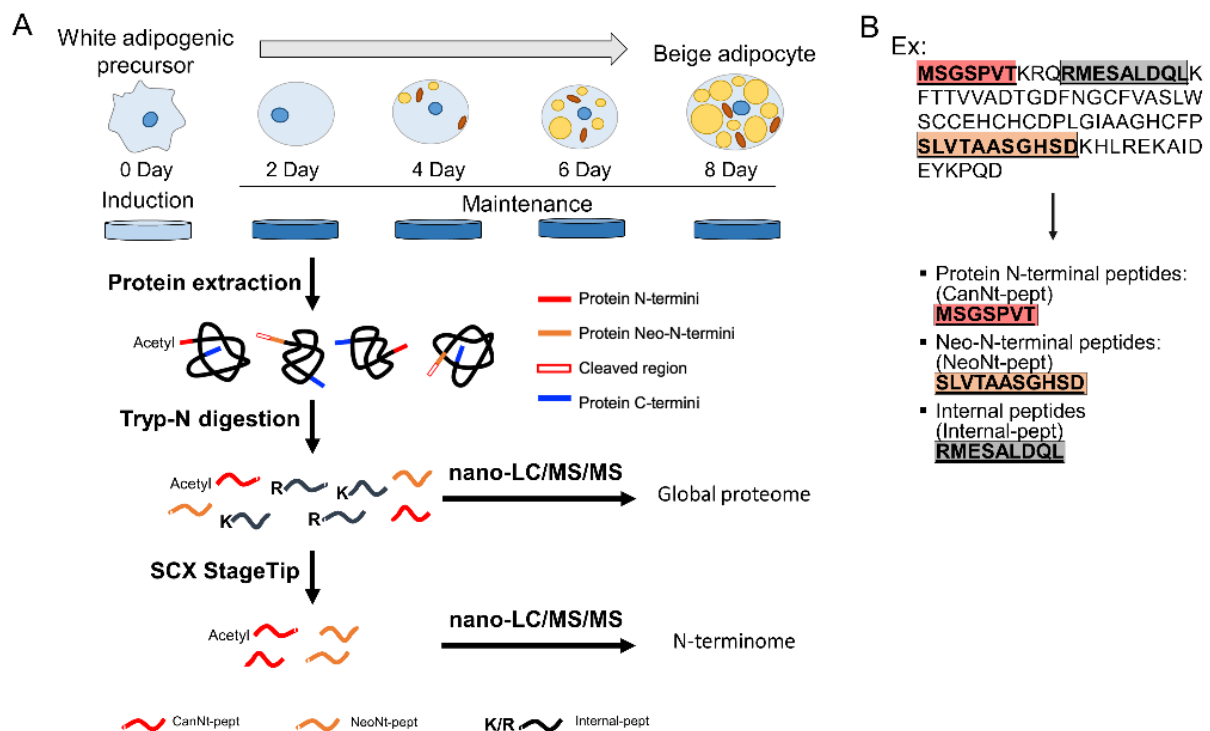 A
White adipogenic
precursor
Beige adipocyte
0 Day
2 Day
4 Day
6 Day
8 Day
Induction
Maintenance
Protein extraction
Protein N-termini
Protein Neo-N-termini
Cleaved region
Protein C-termini
Acetyl
Tryp-N digestion
Acetyl
R
K
K
R
nano-LC/MS/MS
Global proteome
SCX StageTip
Acetyl
nano-LC/MS/MS
N-terminome
CanNt-pept
NeoNt-pept
K/R
Internal-pept
B
Ex:
MSGSPVTKRQRMESALDQLK
FTTVVADTGDFNGCFVASLW
SCCEHCHCDPLGIAAGHCFP
SLVTAASGHSDKHLREKAID
EYKPQD
▪ Protein N-terminal peptides:
(CanNt-pept)
MSGSPVT
▪ Neo-N-terminal peptides:
(NeoNt-pept)
SLVTAASGHSD
▪ Internal peptides
(Internal-pept)
RMESALDQL